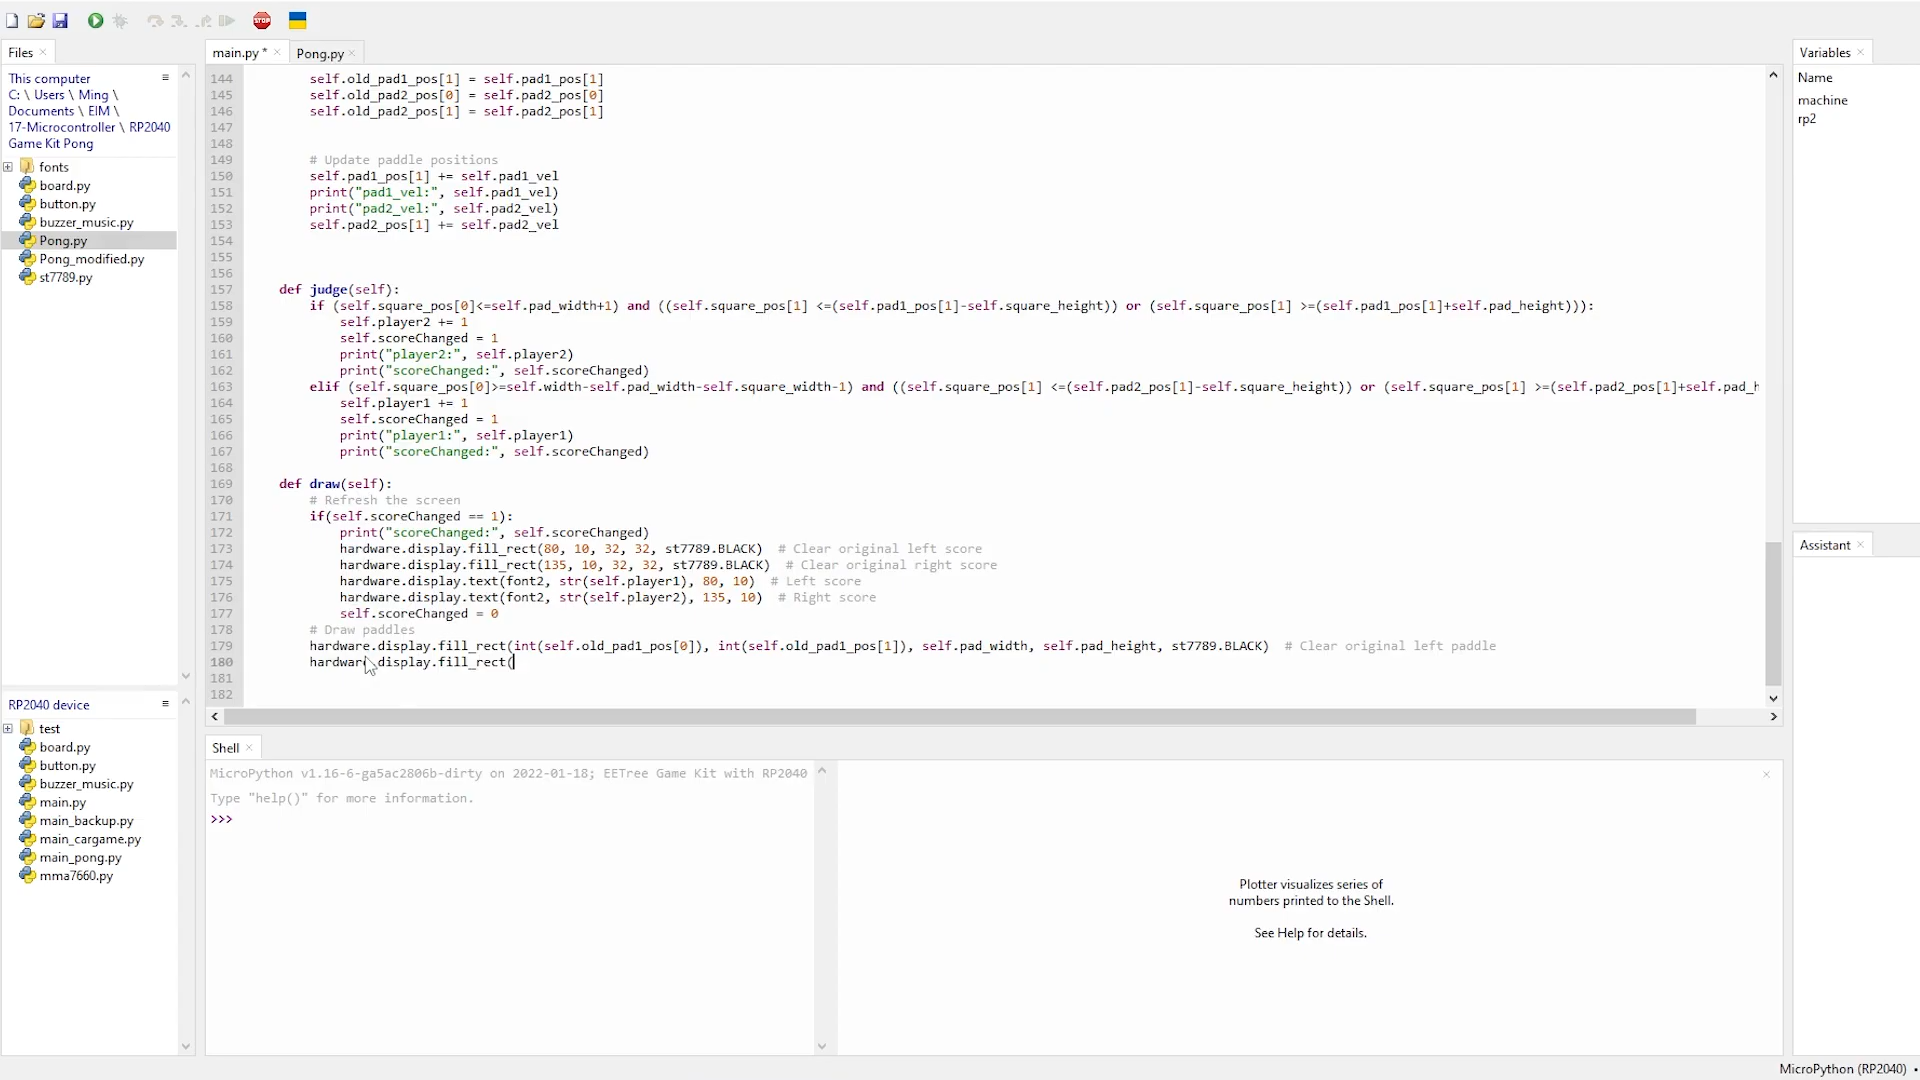 Files
This computer
C: \ Users \ Ming \
Documents \ EIM \
17-Microcontroller \ RP2040
Game Kit Pong
fonts
board.py
button.py
buzzer_music.py
Pong.py
Pong_modified.py
st7789.py
RP2040 device
test
board.py
button.py
buzzer_music.py
main.py
main_backup.py
main_cargame.py
main_pong.py
mma7660.py
STOP
main.py * Pong.py
144 self.old_pad1_pos[1] = self.pad1_pos[1]
145 self.old_pad2_pos[0] = self.pad2_pos[0]
146 self.old_pad2_pos[1] = self.pad2_pos[1]
147
148
149 # Update paddle positions
150 self.pad1_pos[1] += self.pad1_vel
151 print("pad1_vel:", self.pad1_vel)
152 print("pad2_vel:", self.pad2_vel)
153 self.pad2_pos[1] += self.pad2_vel
154
155
156
157 def judge(self):
158 if (self.square_pos[0]<=self.pad_width+1) and ((self.square_pos[1] <=(self.pad1_pos[1]-self.square_height)) or (self.square_pos[1] >=(self.pad1_pos[1]+self.pad_height))):
159 self.player2 += 1
160 self.scoreChanged = 1
161 print("player2:", self.player2)
162 print("scoreChanged:", self.scoreChanged)
163 elif (self.square_pos[0]>=self.width-self.pad_width-self.square_width-1) and ((self.square_pos[1] <=(self.pad2_pos[1]-self.square_height)) or (self.square_pos[1] >=(self.pad2_pos[1]+self.pad_h
164 self.player1 += 1
165 self.scoreChanged = 1
166 print("player1:", self.player1)
167 print("scoreChanged:", self.scoreChanged)
168
169 def draw(self):
170 # Refresh the screen
171 if(self.scoreChanged == 1):
172 print("scoreChanged:", self.scoreChanged)
173 hardware.display.fill_rect(80, 10, 32, 32, st7789.BLACK) # Clear original left score
174 hardware.display.fill_rect(135, 10, 32, 32, st7789.BLACK) # Clear original right score
175 hardware.display.text(font2, str(self.player1), 80, 10) # Left score
176 hardware.display.text(font2, str(self.player2), 135, 10) # Right score
177 self.scoreChanged = 0
178 # Draw paddles
179 hardware.display.fill_rect(int(self.old_pad1_pos[0]), int(self.old_pad1_pos[1]), self.pad_width, self.pad_height, st7789.BLACK) # Clear original left paddle
180 hardware.display.fill_rect(
181
182
Shell
MicroPython v1.16-6-ga5ac2806b-dirty on 2022-01-18; EETree Game Kit with RP2040
Type "help()" for more information.
>>>
Plotter visualizes series of
numbers printed to the Shell.
See Help for details.
Variables
Name
machine
rp2
Assistant
MicroPython (RP2040)